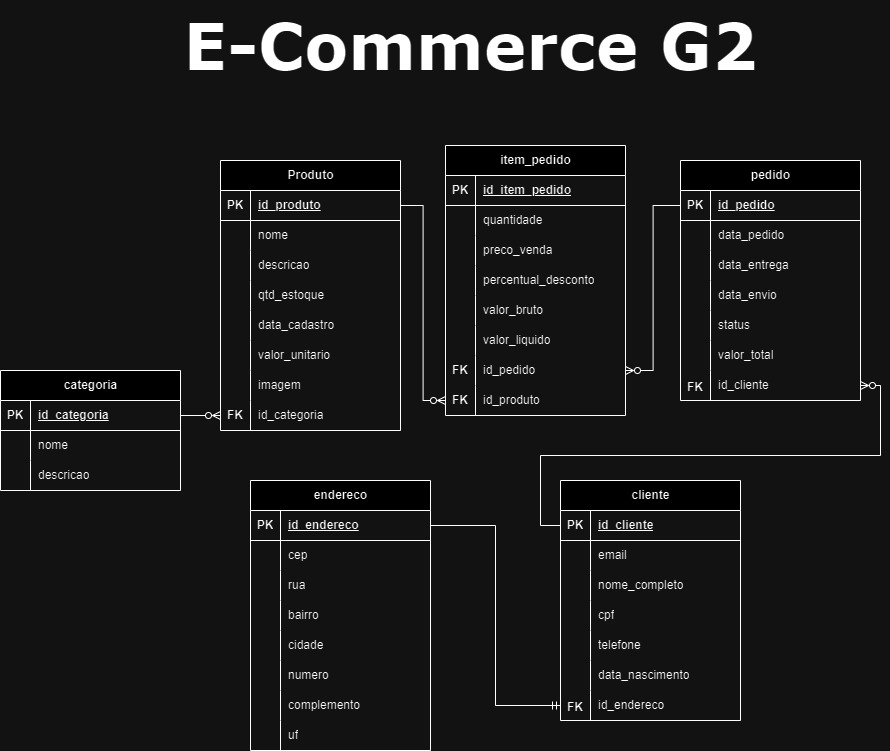 E-Commerce G2
Produto
PK id_produto
nome
descricao
qtd_estoque
data_cadastro
valor_unitario
imagem
FK id_categoria
item_pedido
PK id_item_pedido
quantidade
preco_venda
percentual_desconto
valor_bruto
valor_liquido
FK id_pedido
FK id_produto
pedido
PK id_pedido
data_pedido
data_entrega
data_envio
status
valor_total
FK id_cliente
categoria
PK id_categoria
nome
descricao
endereco
PK id_endereco
cep
rua
bairro
cidade
numero
complemento
uf
cliente
PK id_cliente
email
nome_completo
cpf
telefone
data_nascimento
FK id_endereco